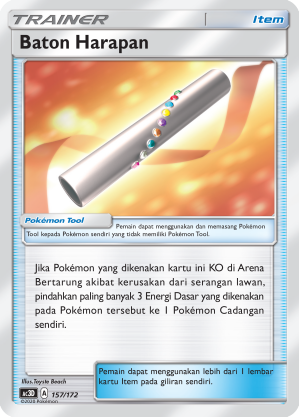 TRAINER
Item
Baton Harapan
Pokémon Tool
Pemain dapat menggunakan dan memasang Pokémon
Tool kepada Pokémon sendiri yang tidak memiliki Pokémon Tool.
Jika Pokémon yang dikenakan kartu ini KO di Arena
Bertarung akibat kerusakan dari serangan lawan,
pindahkan paling banyak 3 Energi Dasar yang dikenakan
pada Pokémon tersebut ke 1 Pokémon Cadangan
sendiri.
Illus.Toyste Beach
Pemain dapat menggunakan lebih dari 1 lembar
kartu Item pada giliran sendiri.
A 157/172
©2020 Pokémon